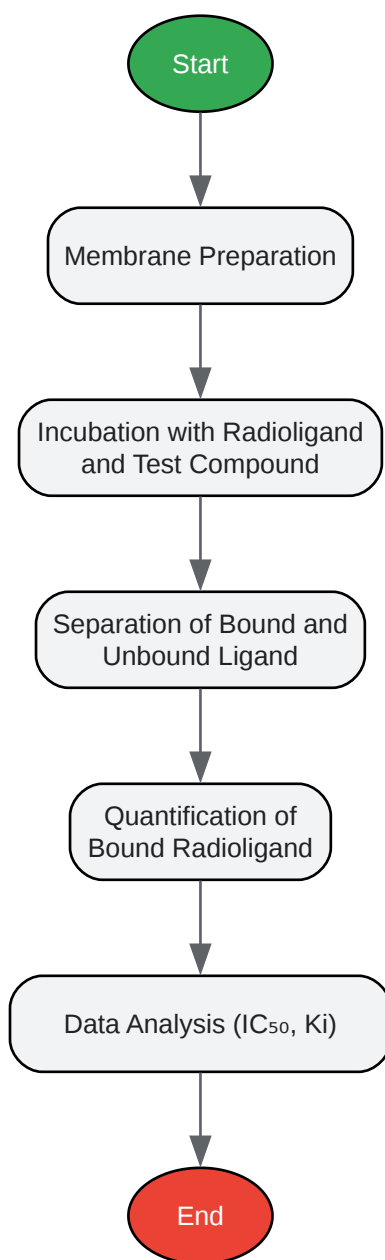 Start
Membrane Preparation
Incubation with Radioligand
and Test Compound
Separation of Bound and
Unbound Ligand
Quantification of
Bound Radioligand
Data Analysis (IC₅₀, Ki)
End